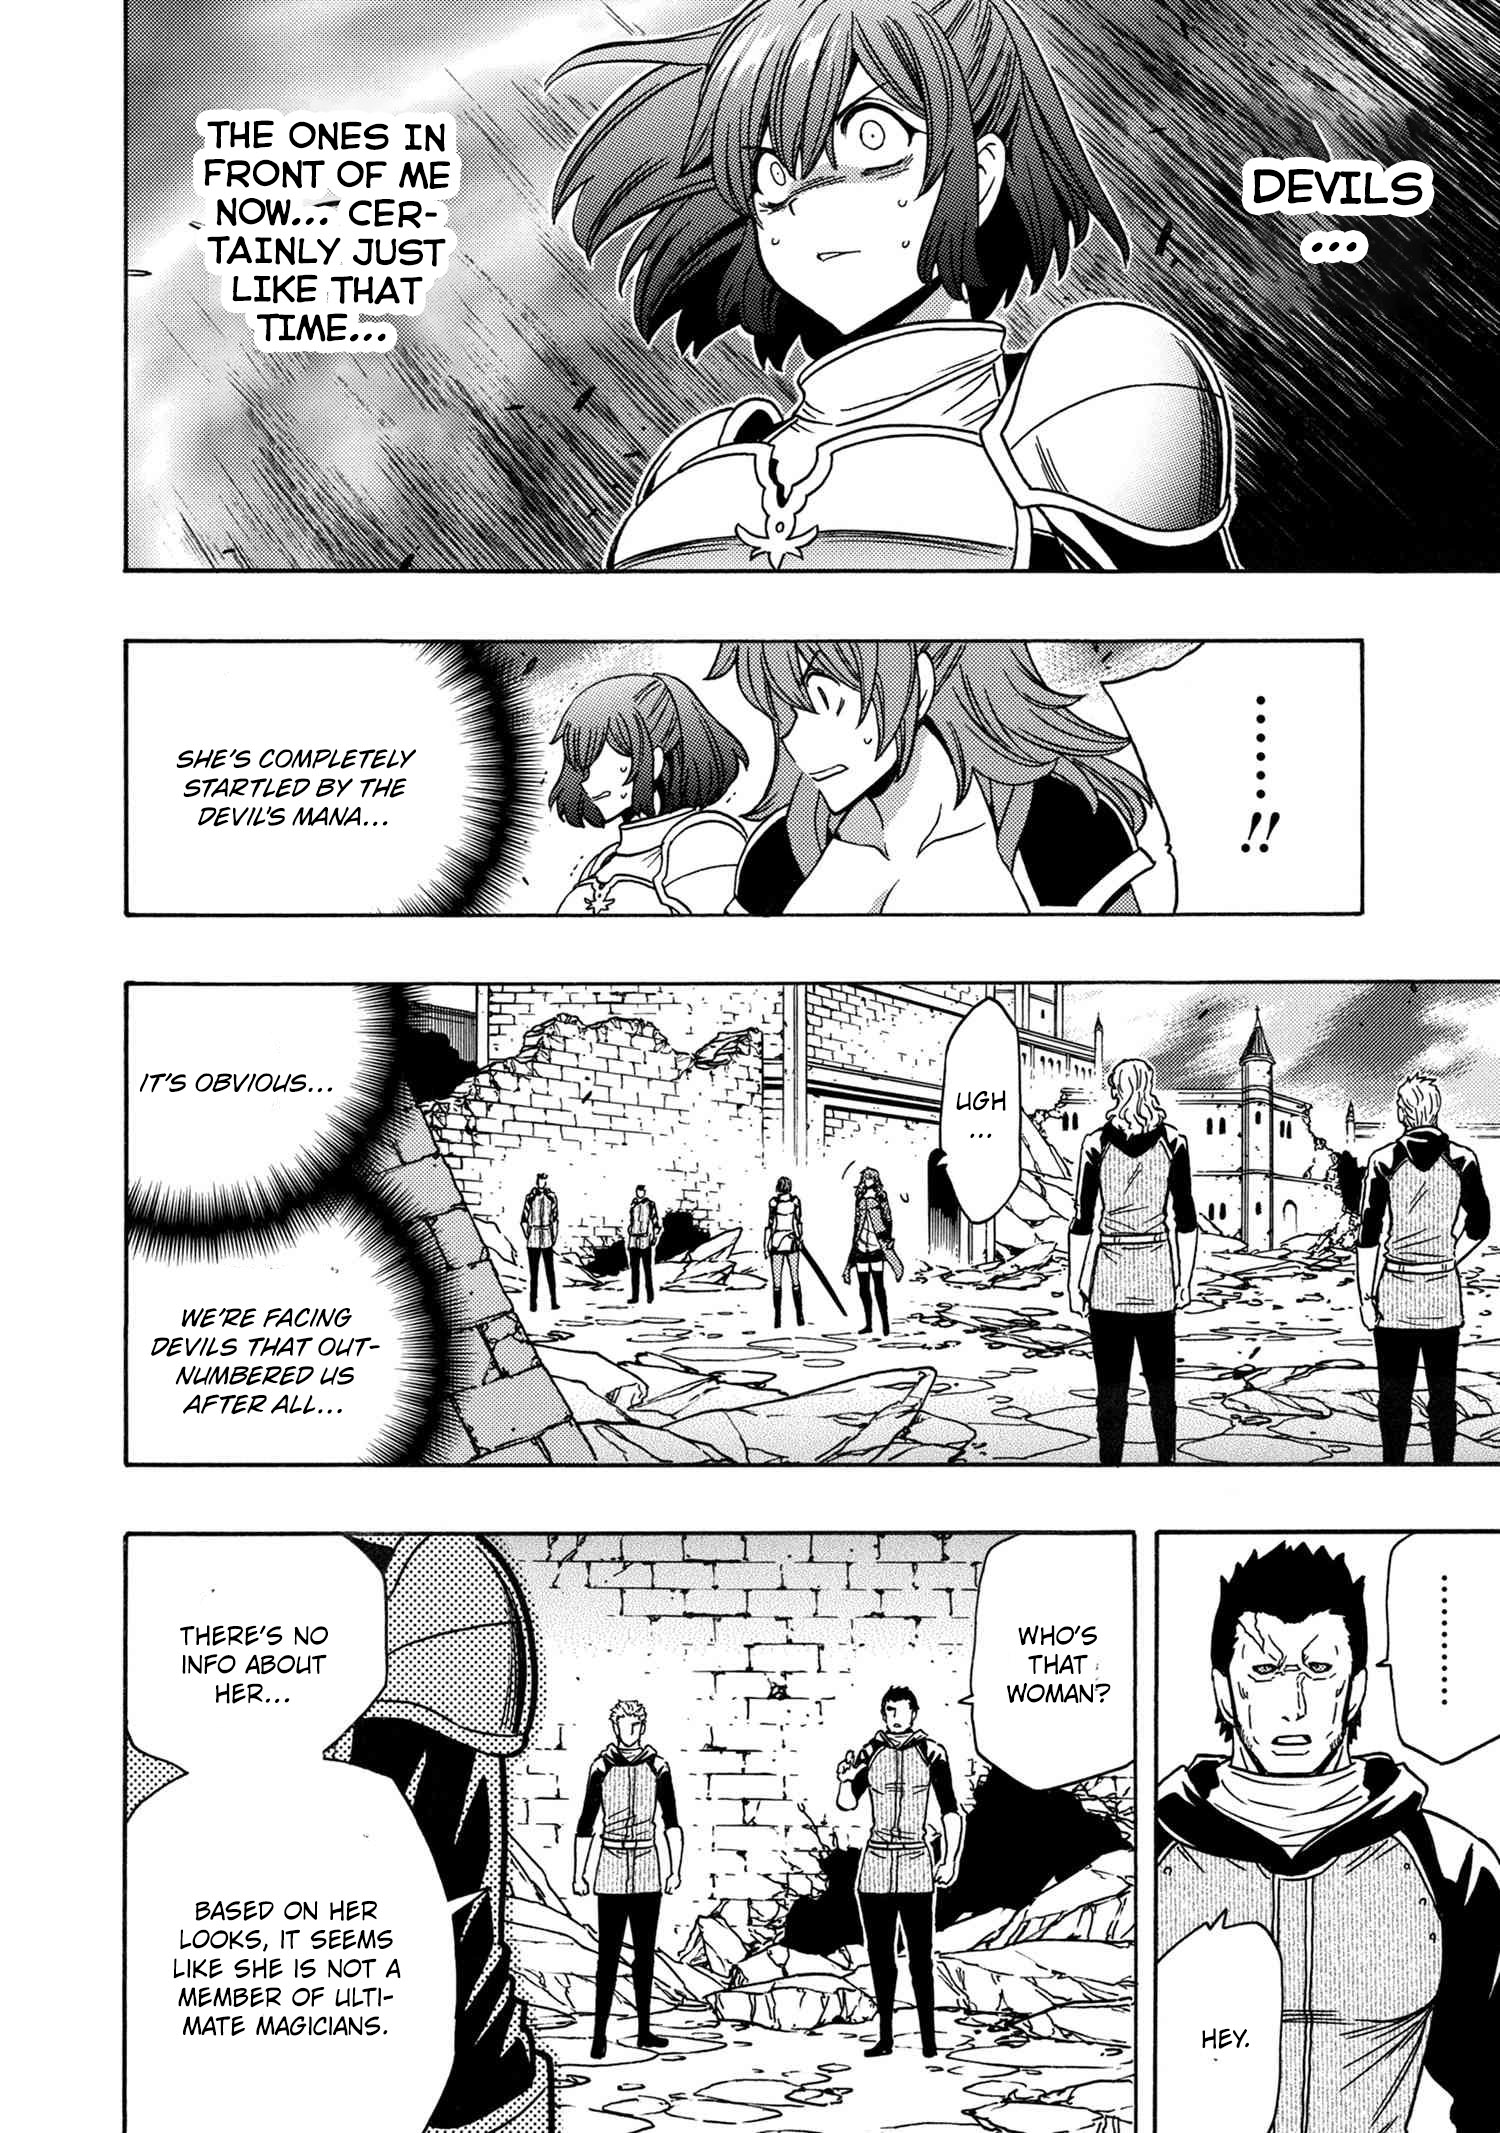 DEVILS
...
THE ONES IN
FRONT OF ME
NOW... CER-
TAINLY JUST
LIKE THAT
TIME...
........!!
SHE'S COMPLETELY
STARTLED BY THE
DEVIL'S MANA...
UGH
...
IT'S OBVIOUS...
WE'RE FACING
DEVILS THAT OUT-
NUMBERED US
AFTER ALL...
.........
HEY.
WHO'S
THAT
WOMAN?
THERE'S NO
INFO ABOUT
HER...
BASED ON HER
LOOKS, IT SEEMS
LIKE SHE IS NOT A
MEMBER OF ULTI-
MATE MAGICIANS.